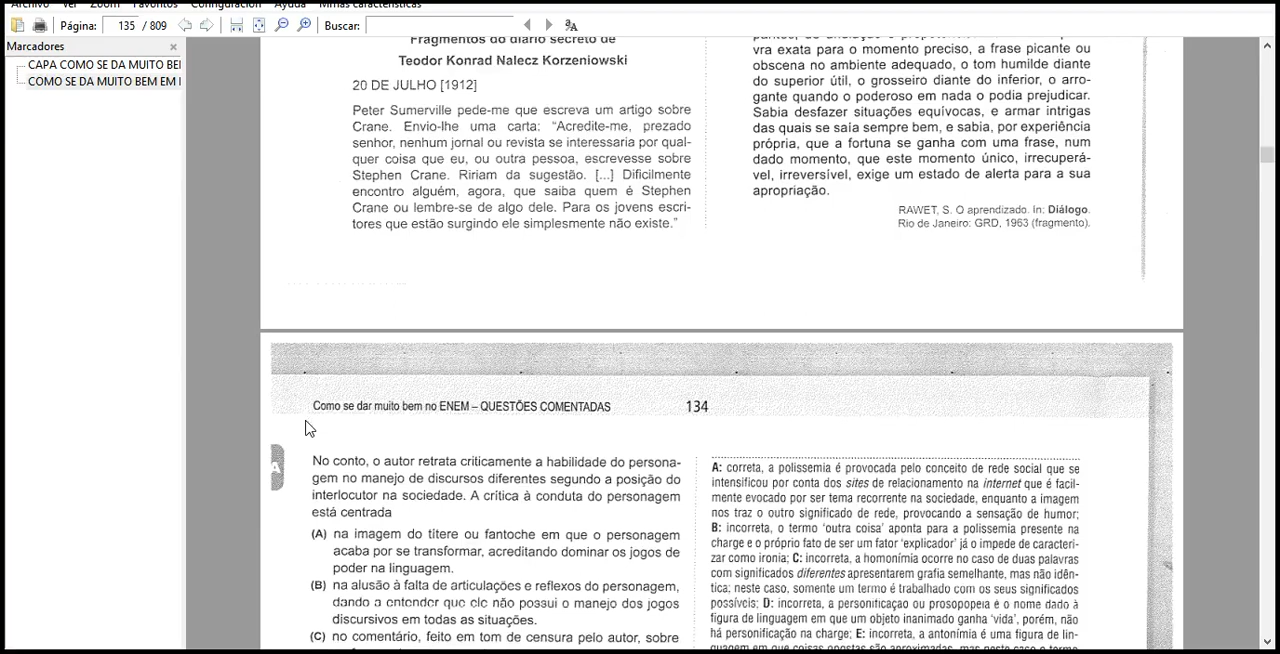 Archivo Ver Zoom Favoritos Configuración Ayuda Minas características
Página: 135 / 809 Buscar:
Marcadores ×
CAPA COMO SE DA MUITO BEI
COMO SE DA MUITO BEM EM I
Fragmentos do diário secreto de
Teodor Konrad Nalecz Korzeniowski
20 DE JULHO [1912]
Peter Sumerville pede-me que escreva um artigo sobre
Crane. Envio-lhe uma carta: “Acredite-me, prezado
senhor, nenhum jornal ou revista se interessaria por qual-
quer coisa que eu, ou outra pessoa, escrevesse sobre
Stephen Crane. Ririam da sugestão. [...] Dificilmente
encontro alguém, agora, que saiba quem é Stephen
Crane ou lembre-se de algo dele. Para os jovens escri-
tores que estão surgindo ele simplesmente não existe.”
vra exata para o momento preciso, a frase picante ou
obscena no ambiente adequado, o tom humilde diante
do superior útil, o grosseiro diante do inferior, o arro-
gante quando o poderoso em nada o podia prejudicar.
Sabia desfazer situações equívocas, e armar intrigas
das quais se saía sempre bem, e sabia, por experiência
própria, que a fortuna se ganha com uma frase, num
dado momento, que este momento único, irrecuperá-
vel, irreversível, exige um estado de alerta para a sua
apropriação.
RAWET, S. O aprendizado. In: Diálogo.
Rio de Janeiro: GRD, 1963 (fragmento).
Como se dar muito bem no ENEM – QUESTÕES COMENTADAS 134
A
No conto, o autor retrata criticamente a habilidade do persona-
gem no manejo de discursos diferentes segundo a posição do
interlocutor na sociedade. A crítica à conduta do personagem
está centrada
(A) na imagem do títere ou fantoche em que o personagem
acaba por se transformar, acreditando dominar os jogos de
poder na linguagem.
(B) na alusão à falta de articulações e reflexos do personagem,
dando a entender que ele não possui o manejo dos jogos
discursivos em todas as situações.
(C) no comentário, feito em tom de censura pelo autor, sobre
A: correta, a polissemia é provocada pelo conceito de rede social que se
intensificou por conta dos sites de relacionamento na internet que é facil-
mente evocado por ser tema recorrente na sociedade, enquanto a imagem
nos traz o outro significado de rede, provocando a sensação de humor;
B: incorreta, o termo ‘outra coisa’ aponta para a polissemia presente na
charge e o próprio fato de ser um fator ‘explicador’ já o impede de caracteri-
zar como ironia; C: incorreta, a homonímia ocorre no caso de duas palavras
com significados diferentes apresentarem grafia semelhante, mas não idên-
tica; neste caso, somente um termo é trabalhado com os seus significados
possíveis; D: incorreta, a personificação ou prosopopeia é o nome dado à
figura de linguagem em que um objeto inanimado ganha ‘vida’, porém, não
há personificação na charge; E: incorreta, a antonímia é uma figura de lin-
guagem em que coisas opostas são aproximadas, mas neste caso o termo